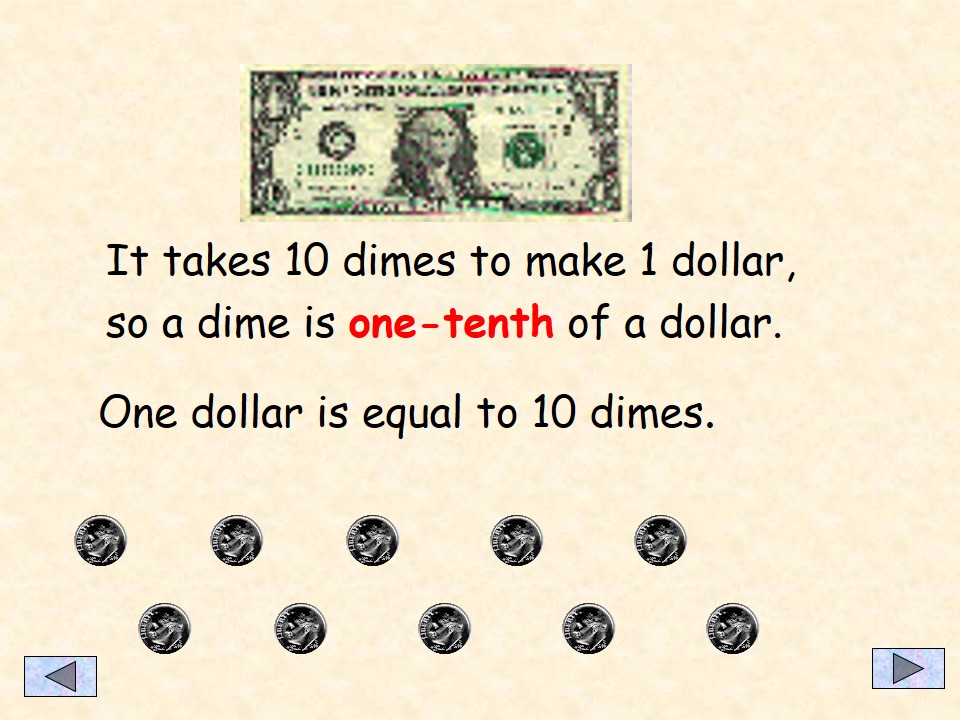 It takes 10 dimes to make 1 dollar,
so a dime is one-tenth of a dollar.
One dollar is equal to 10 dimes.